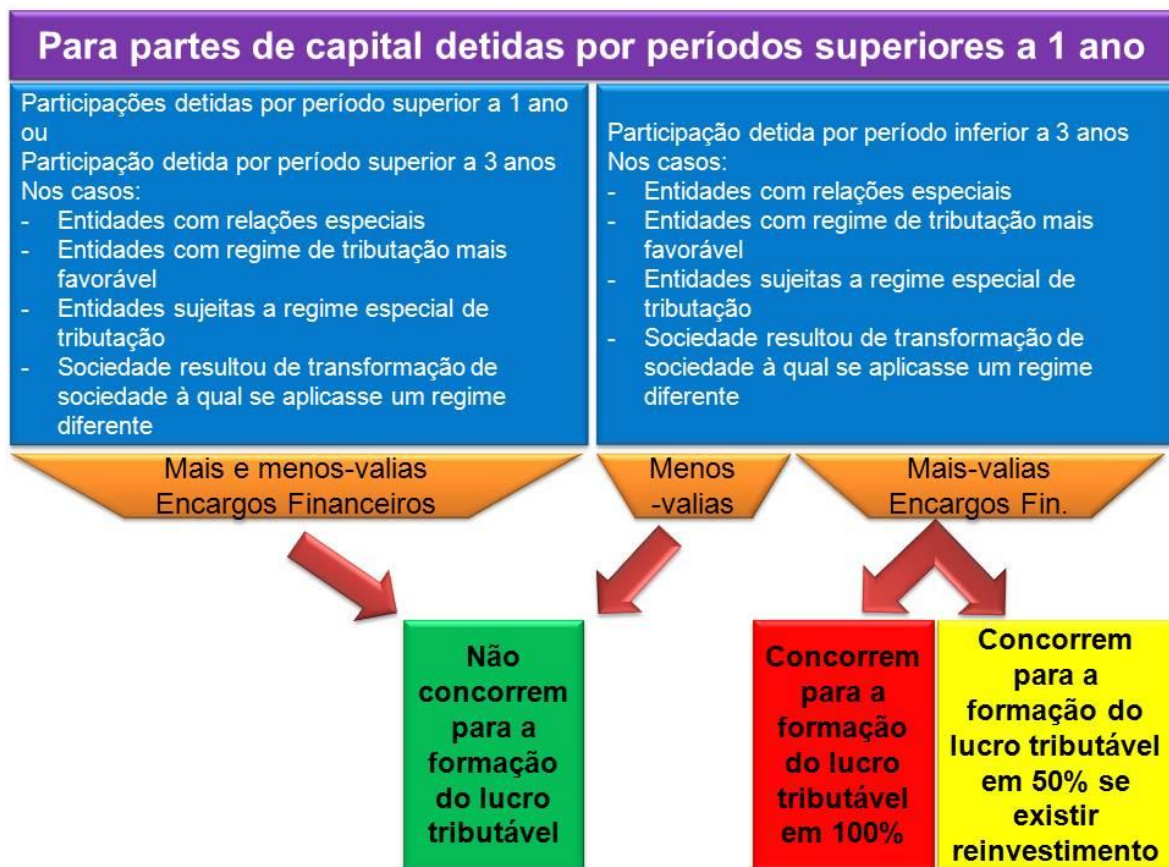 Para partes de capital detidas por períodos superiores a 1 ano
Participações detidas por período superior a 1 ano
ou
Participação detida por período superior a 3 anos
Nos casos:
- Entidades com relações especiais
- Entidades com regime de tributação mais
favorável
- Entidades sujeitas a regime especial de
tributação
- Sociedade resultou de transformação de
sociedade à qual se aplicasse um regime
diferente
Participação detida por período inferior a 3 anos
Nos casos:
- Entidades com relações especiais
- Entidades com regime de tributação mais
favorável
- Entidades sujeitas a regime especial de
tributação
- Sociedade resultou de transformação de
sociedade à qual se aplicasse um regime
diferente
Mais e menos-valias
Encargos Financeiros
Menos
-valias
Mais-valias
Encargos Fin.
Não
concorrem
para a
formação
do lucro
tributável
Concorrem
para a
formação
do lucro
tributável
em 100%
Concorrem
para a
formação do
lucro tributável
em 50% se
existir
reinvestimento